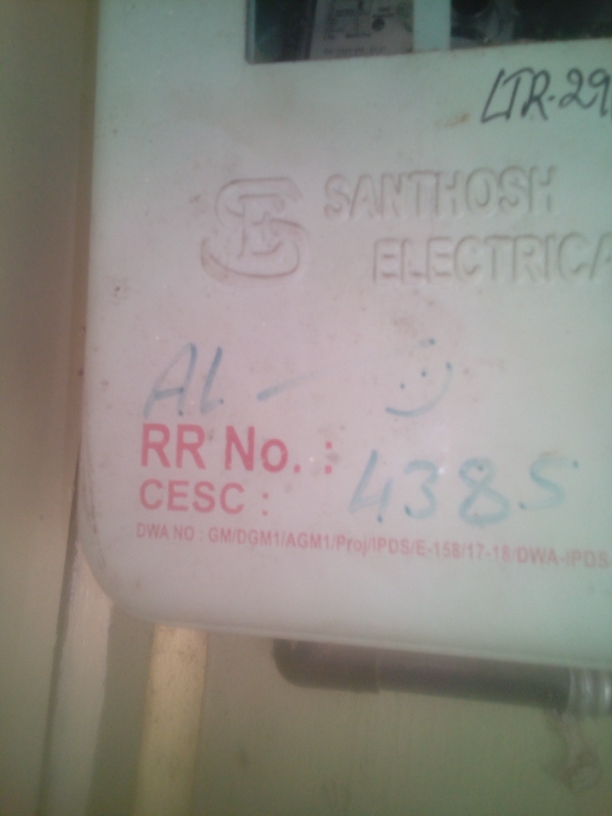 LTR-29
SE
SANTHOSH
ELECTRICA
AL -
RR No. :
4385
CESC :
DWA NO : GM/DGM1/AGM1/Proj/IPDS/E-158/17-18/DWA-IPDS-